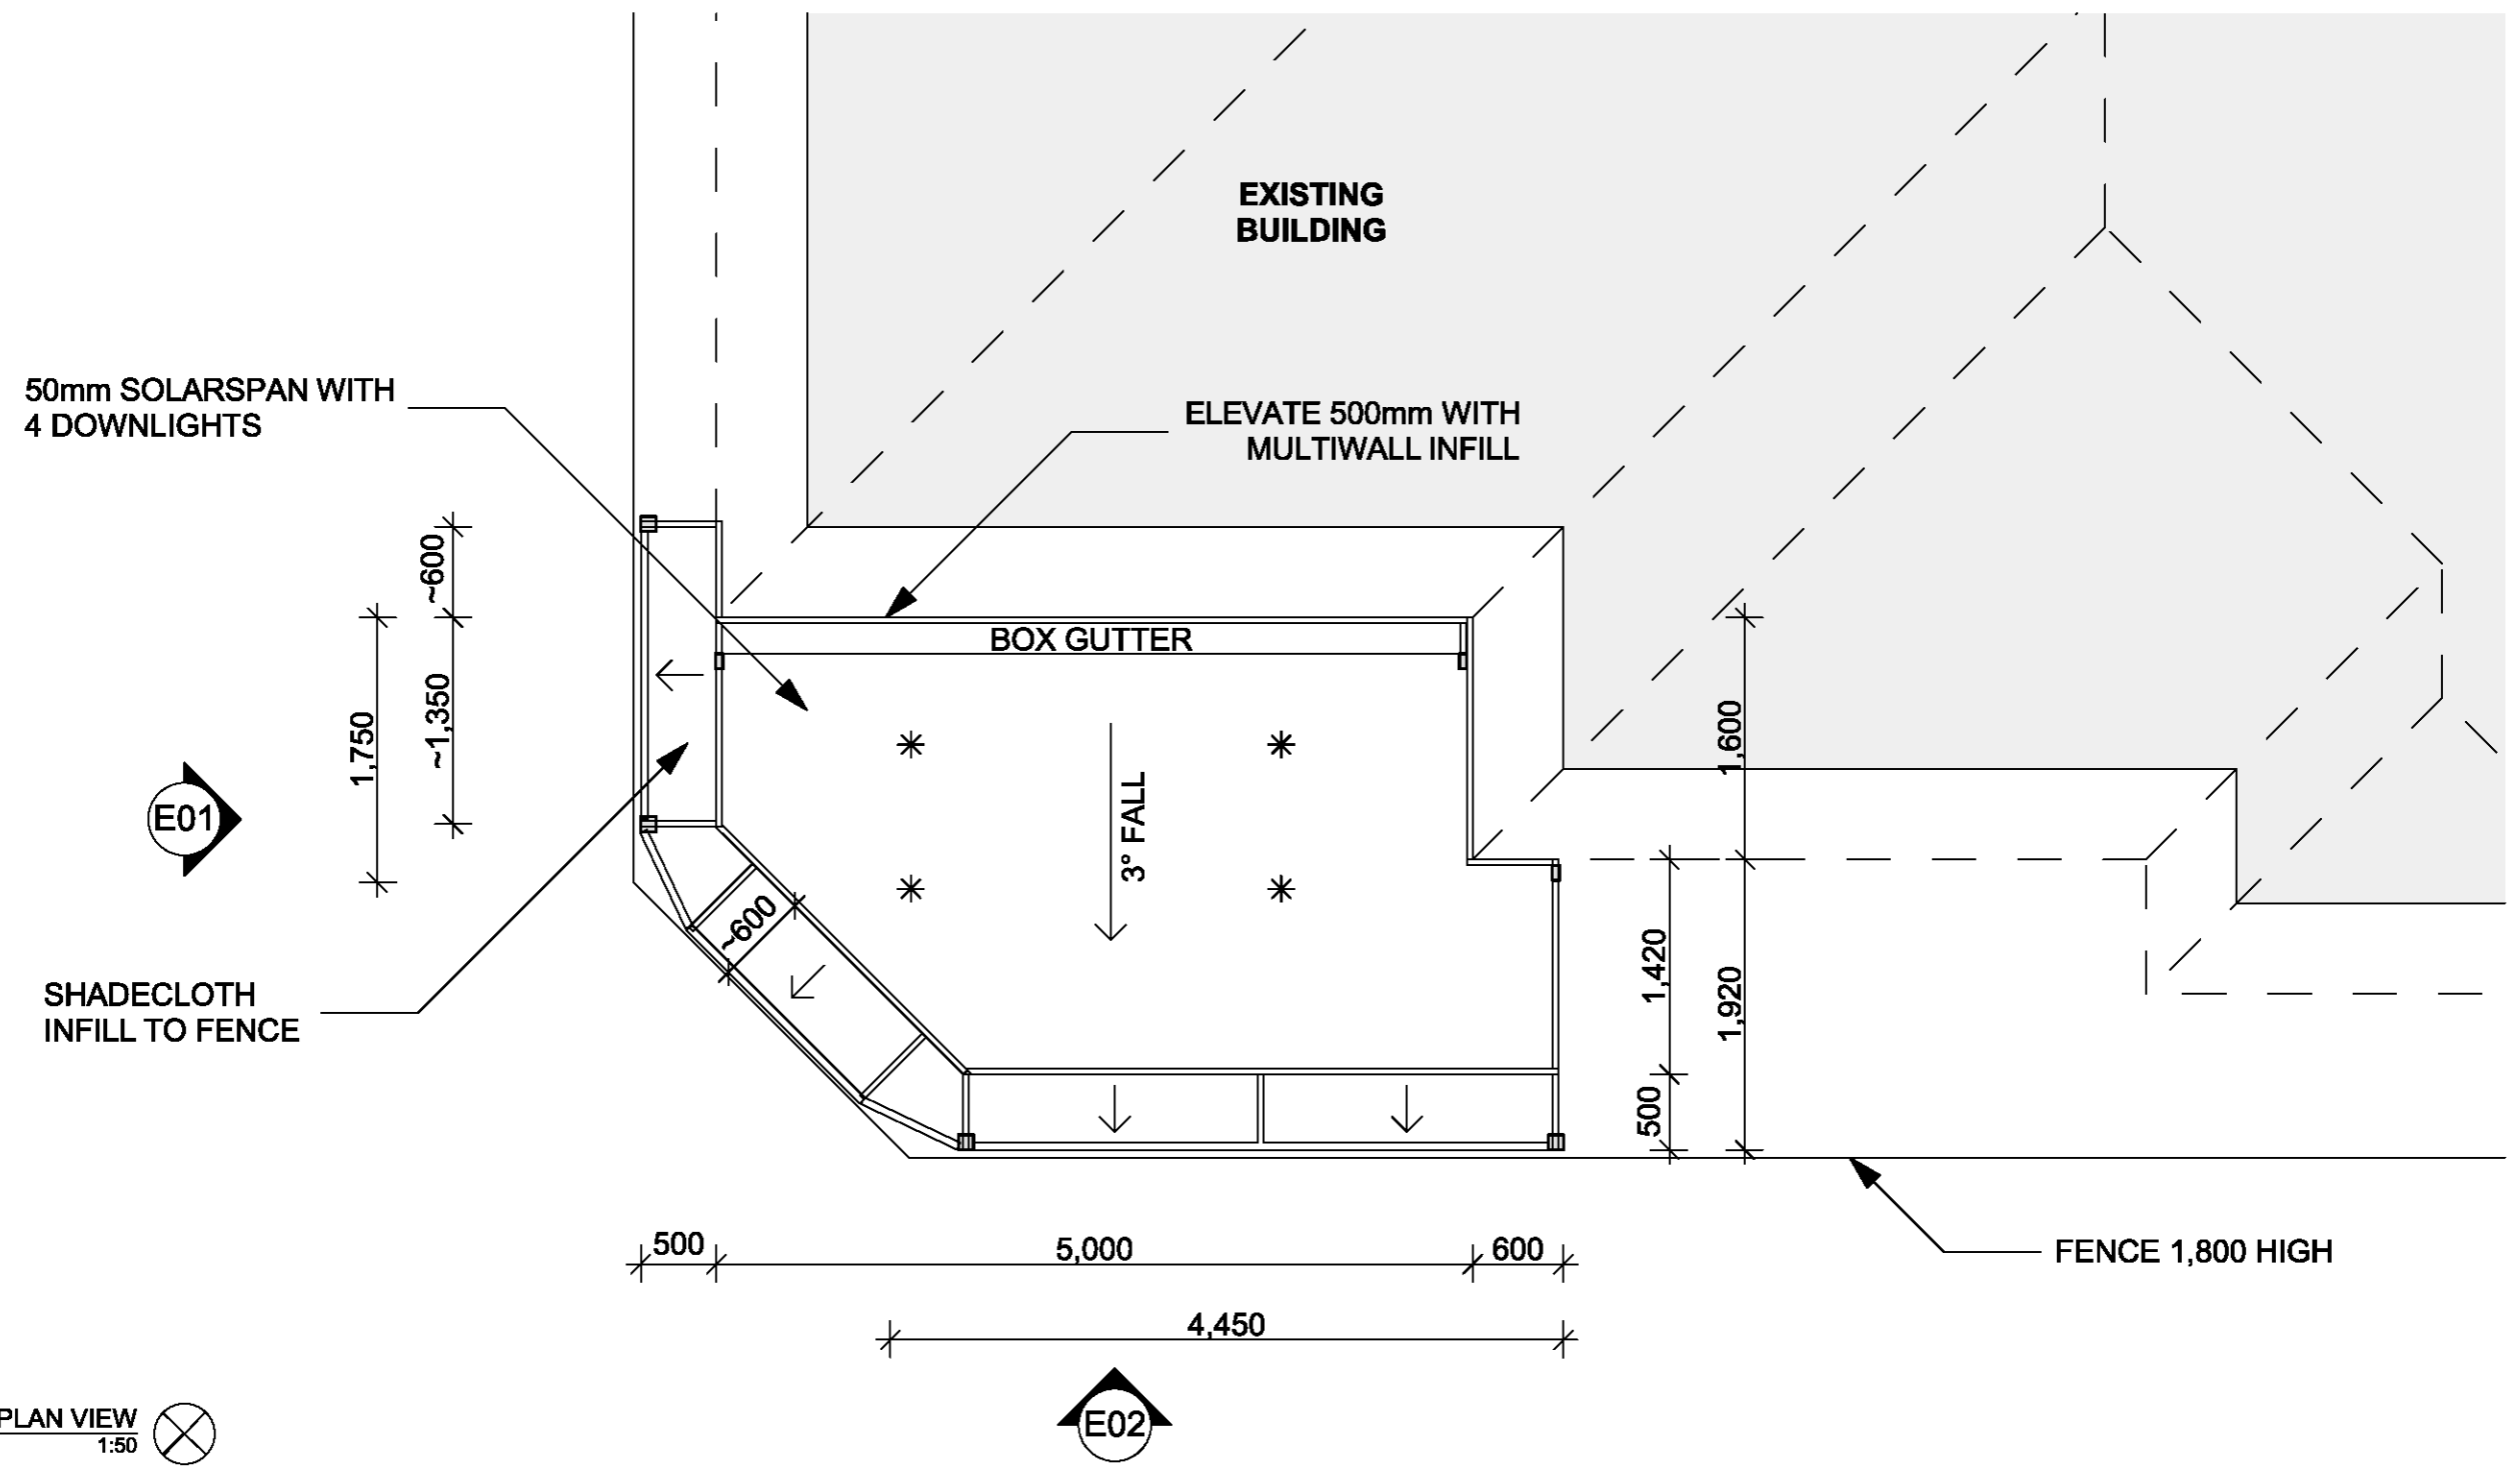 EXISTING
BUILDING
50mm SOLARSPAN WITH
4 DOWNLIGHTS
ELEVATE 500mm WITH
MULTIWALL INFILL
~600
BOX GUTTER
1,750
~1,350
1,600
E01
3° FALL
~600
1,420
1,920
SHADECLOTH
INFILL TO FENCE
500
500
5,000
600
FENCE 1,800 HIGH
4,450
E02
PLAN VIEW
1:50